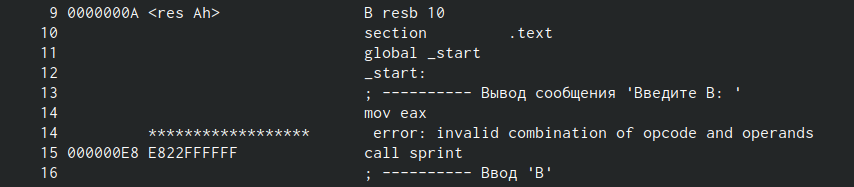 9 0000000A <res Ah> B resb 10
10 section .text
11 global _start
12 _start:
13 ; ---------- Вывод сообщения 'Введите B: '
14 mov eax
14 ****************** error: invalid combination of opcode and operands
15 000000E8 E822FFFFFF call sprint
16 ; ---------- Ввод 'B'